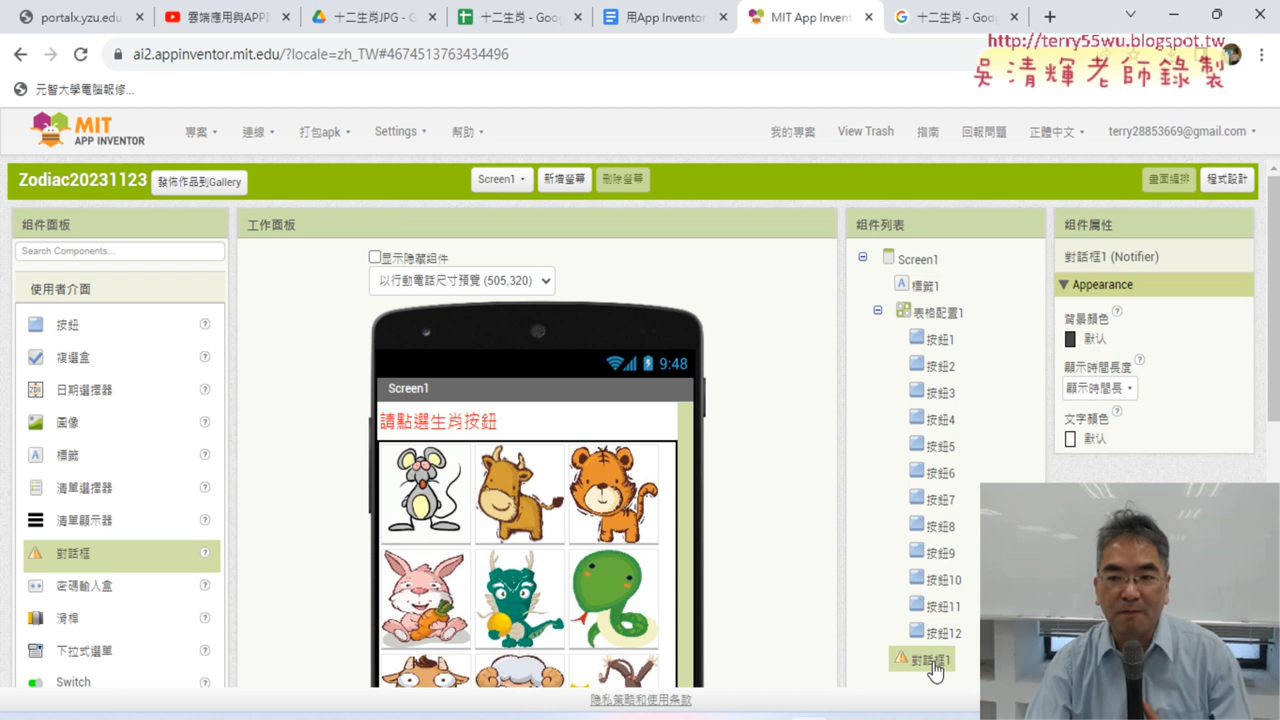 portalx.yzu.edu
雲端應用與APP
十二生肖JPG - G
十二生肖 - Goog
用App Inventor
MIT App Invent
十二生肖 - Goo
ai2.appinventor.mit.edu/?locale=zh_TW#4674513763434496
http://terry55wu.blogspot.tw
吳清輝老師錄製
元智大學電腦報修...
MIT
APP INVENTOR
專案
連線
打包apk
Settings
幫助
我的專案
View Trash
指南
回報問題
正體中文
terry28853669@gmail.com
Zodiac20231123
發佈作品到Gallery
Screen1
新增螢幕
刪除螢幕
畫面編排
程式設計
组件面板
工作面板
组件列表
组件属性
Search Components...
使用者介面
按鈕
複選盒
日期選擇器
圖像
標籤
清單選擇器
清單顯示器
對話框
密碼輸入盒
滑桿
下拉式選單
Switch
显示隐藏组件
以行動電話尺寸預覽 (505,320)
9:48
Screen1
請點選生肖按鈕
Screen1
標籤1
表格配置1
按鈕1
按鈕2
按鈕3
按鈕4
按鈕5
按鈕6
按鈕7
按鈕8
按鈕9
按鈕10
按鈕11
按鈕12
對話框1
對話框1 (Notifier)
Appearance
背景顏色
默认
顯示時間長度
顯示時間長
文字顏色
默认
隐私策略和使用条款